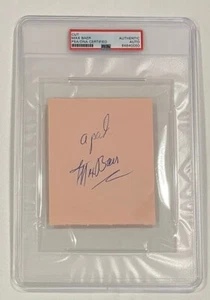 CUT
MAX BAER
PSA/DNA CERTIFIED
AUTHENTIC
AUTO
a pal
Max Baer